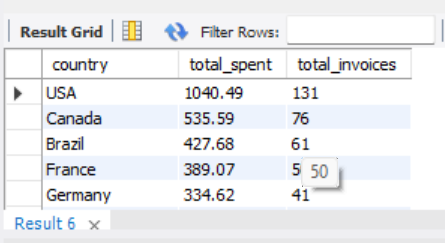 Result Grid Filter Rows:
country total_spent total_invoices
USA 1040.49 131
Canada 535.59 76
Brazil 427.68 61
France 389.07 5 50
Germany 334.62 41
Result 6 ×